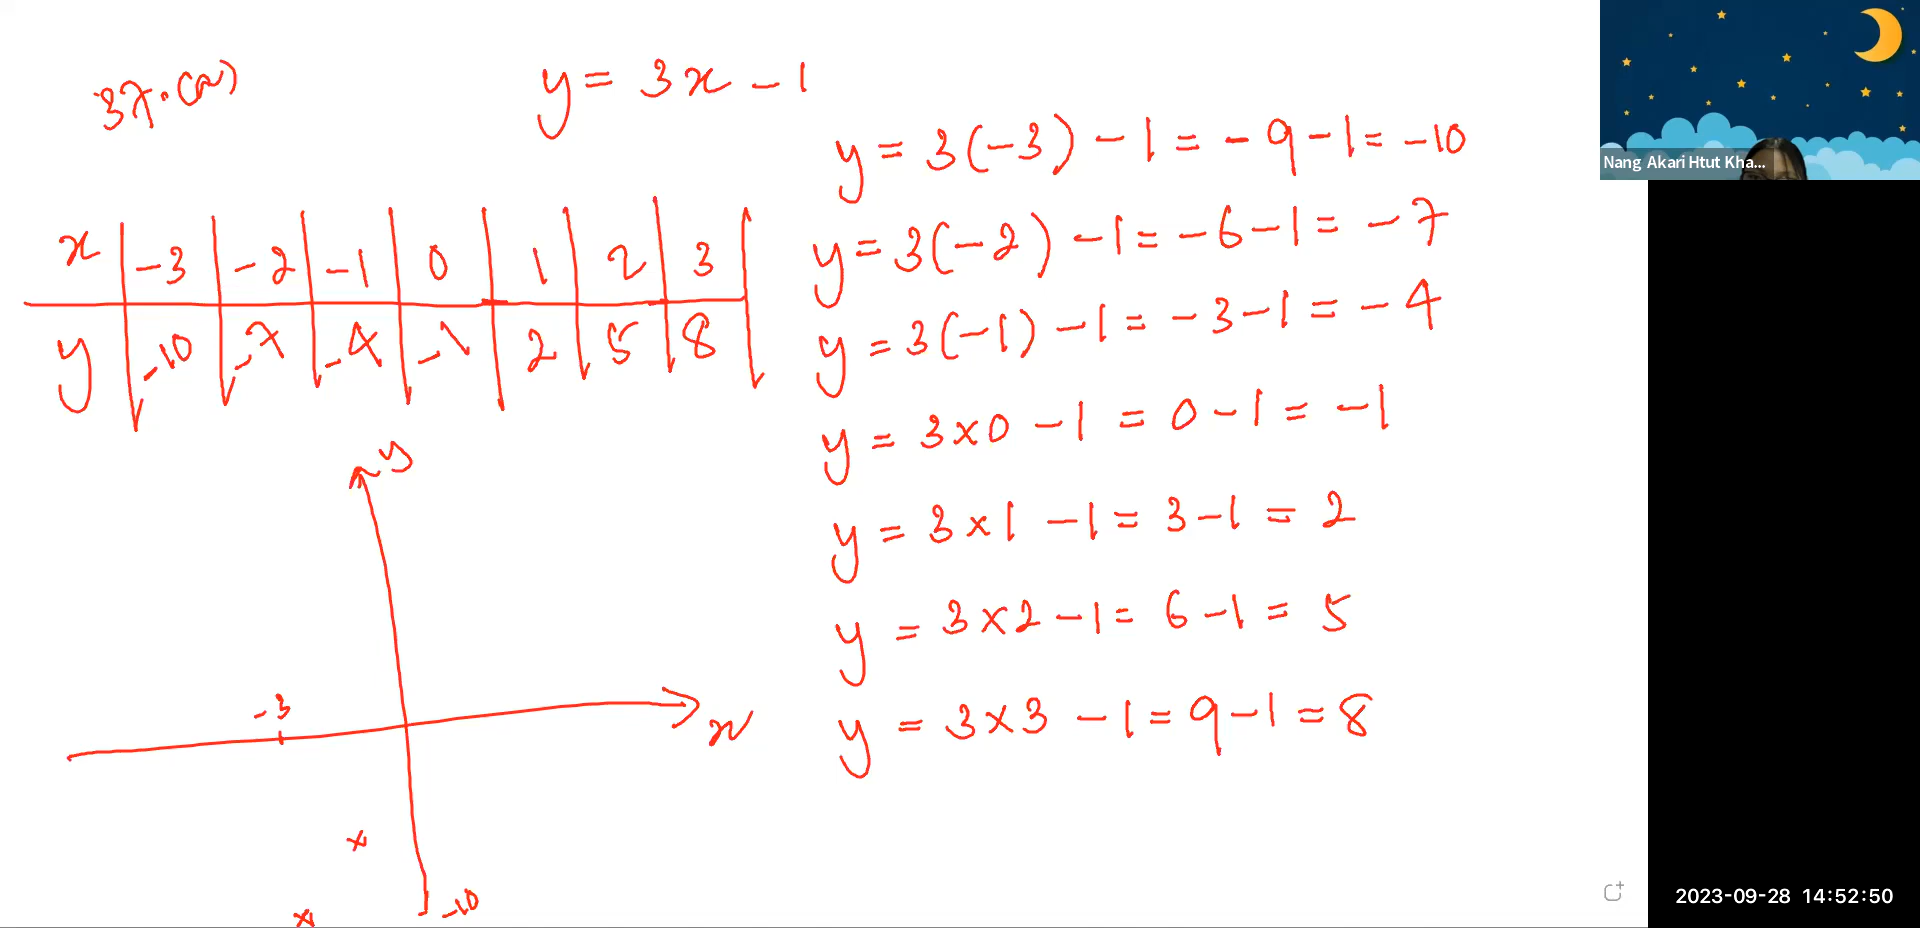 37.(a)
y = 3x - 1
x | -3 | -2 | -1 | 0 | 1 | 2 | 3
y | -10 | -7 | -4 | -1 | 2 | 5 | 8
y = 3(-3) - 1 = -9 - 1 = -10
y = 3(-2) - 1 = -6 - 1 = -7
y = 3(-1) - 1 = -3 - 1 = -4
y = 3×0 - 1 = 0 - 1 = -1
y = 3×1 - 1 = 3 - 1 = 2
y = 3×2 - 1 = 6 - 1 = 5
y = 3×3 - 1 = 9 - 1 = 8
y
-3
x
-10
Nang Akari Htut Kha...
2023-09-28 14:52:50